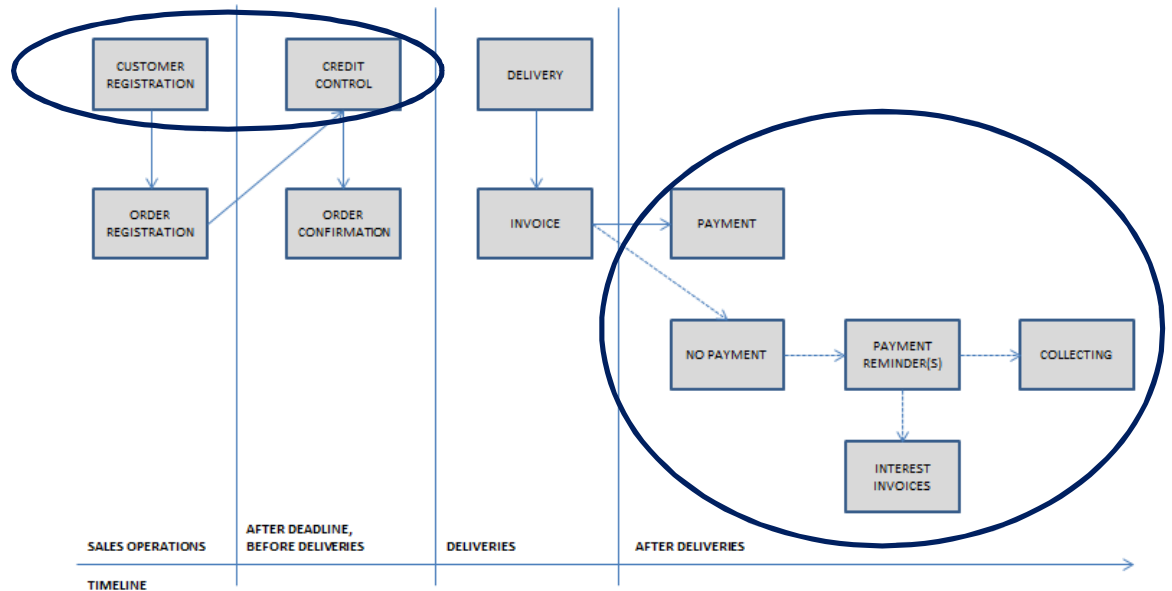 CUSTOMER
REGISTRATION
CREDIT
CONTROL
DELIVERY
ORDER
REGISTRATION
ORDER
CONFIRMATION
INVOICE
PAYMENT
NO PAYMENT
PAYMENT
REMINDER(S)
COLLECTING
INTEREST
INVOICES
SALES OPERATIONS
AFTER DEADLINE,
BEFORE DELIVERIES
DELIVERIES
AFTER DELIVERIES
TIMELINE